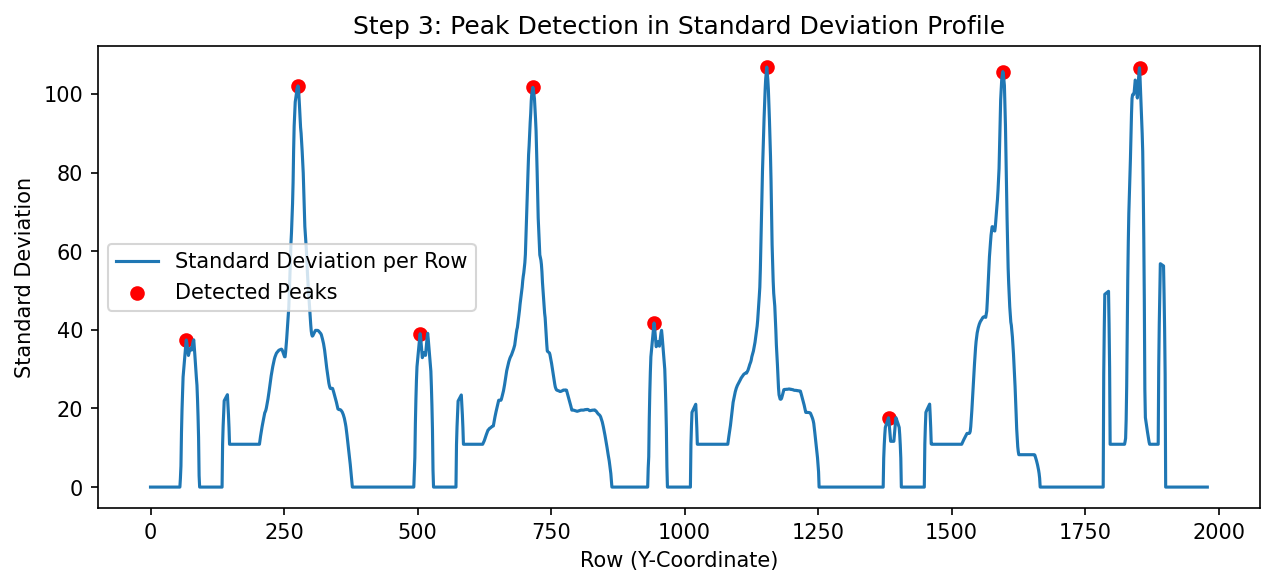 Step 3: Peak Detection in Standard Deviation Profile
100
80
60
40
20
0
Standard Deviation
Standard Deviation per Row
Detected Peaks
0 250 500 750 1000 1250 1500 1750 2000
Row (Y-Coordinate)